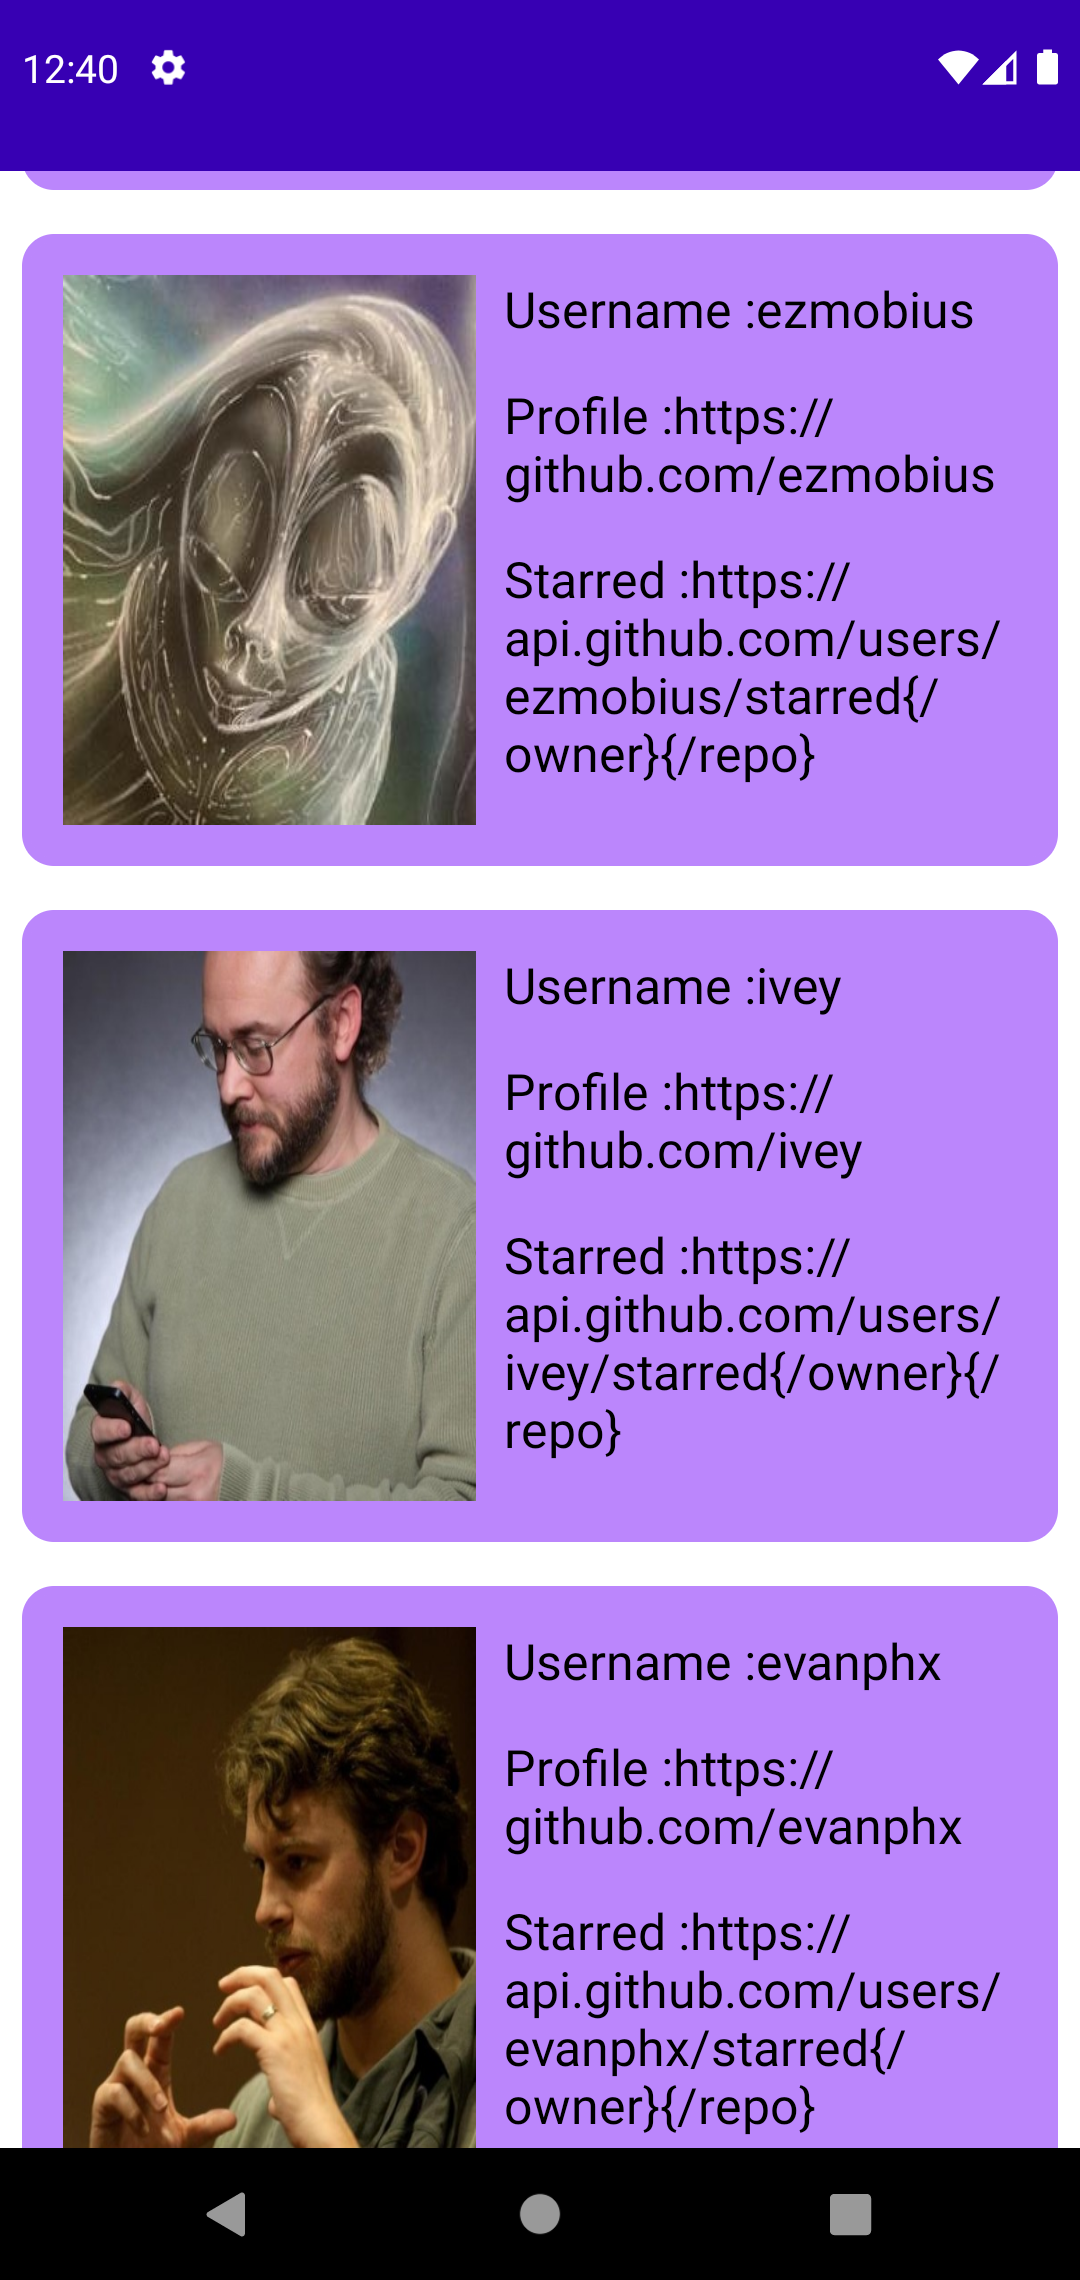 12:40
Username :ezmobius
Profile :https://
github.com/ezmobius
Starred :https://
api.github.com/users/
ezmobius/starred{/
owner}{/repo}
Username :ivey
Profile :https://
github.com/ivey
Starred :https://
api.github.com/users/
ivey/starred{/owner}{/
repo}
Username :evanphx
Profile :https://
github.com/evanphx
Starred :https://
api.github.com/users/
evanphx/starred{/
owner}{/repo}